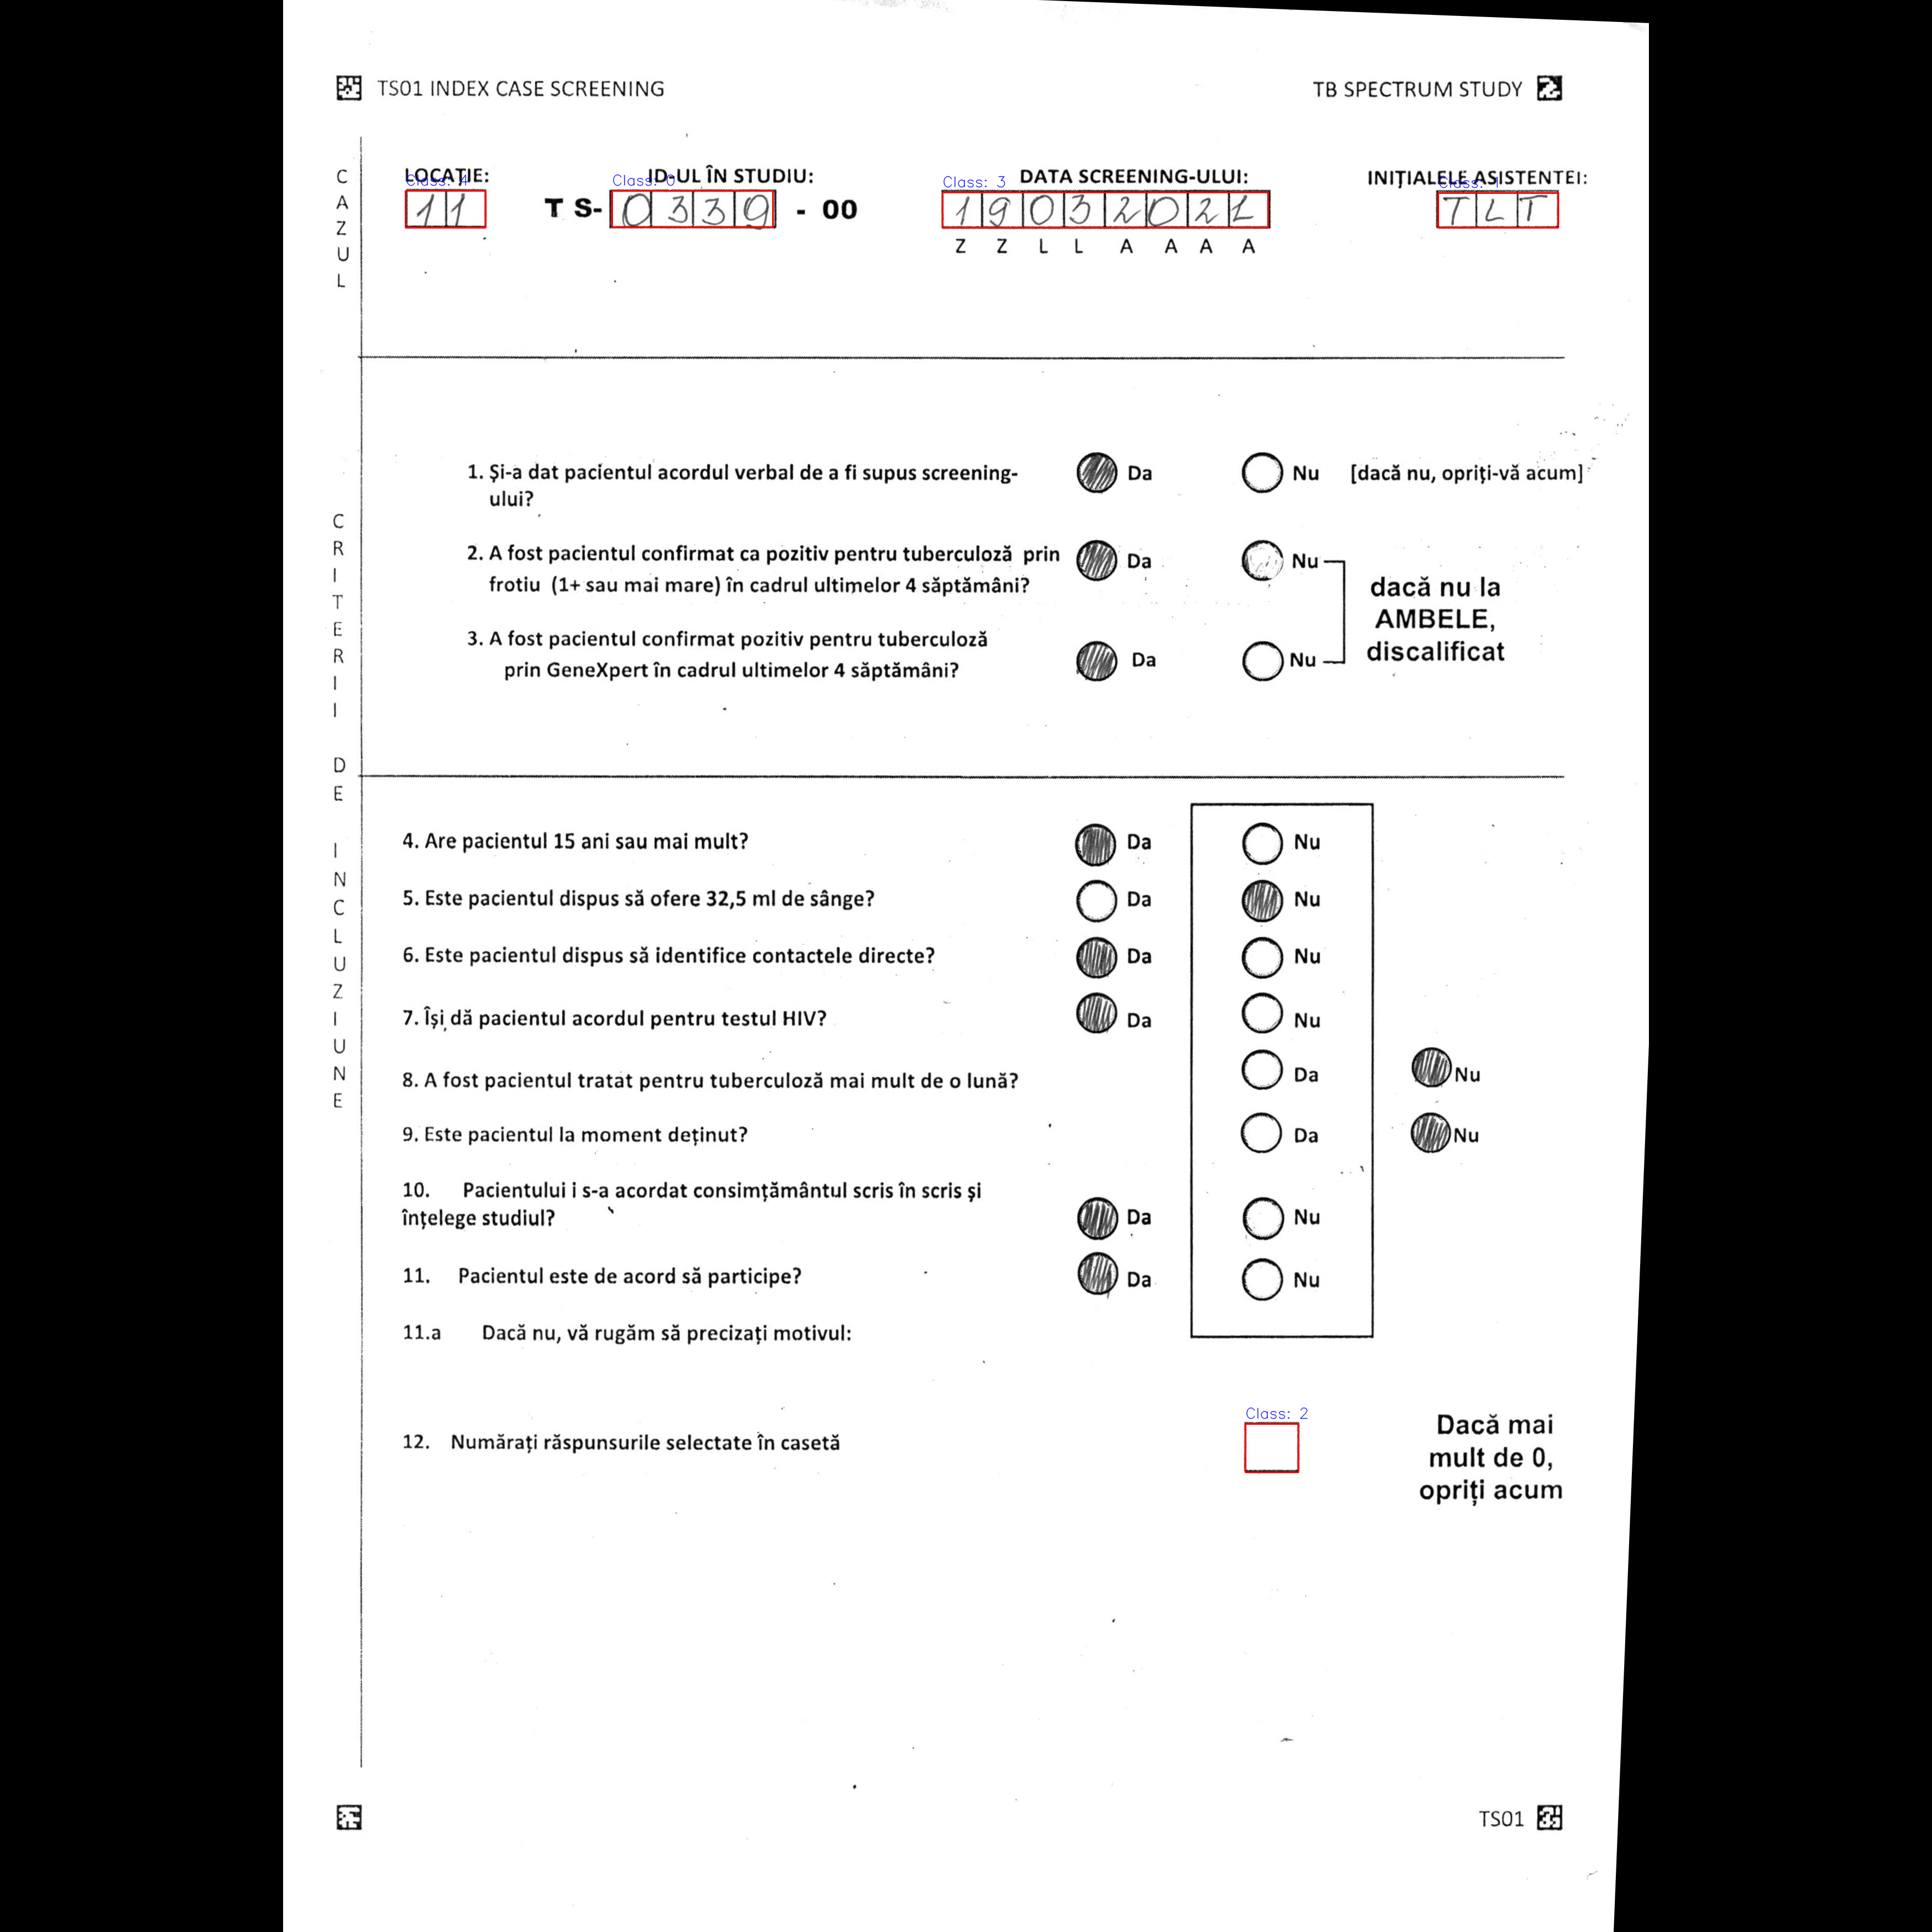 TS01 INDEX CASE SCREENING TB SPECTRUM STUDY
LOCAȚIE: ID-UL ÎN STUDIU: DATA SCREENING-ULUI: INIȚIALELE ASISTENTEI:
Class: 4 Class: 0 Class: 3 Class: 1
11 T S- 0339 - 00 19032021 TLT
Z Z L L A A A A
CAZUL
1. Şi-a dat pacientul acordul verbal de a fi supus screening- Da Nu [dacă nu, opriți-vă acum]
ului?
2. A fost pacientul confirmat ca pozitiv pentru tuberculoză prin Da Nu
frotiu (1+ sau mai mare) în cadrul ultimelor 4 săptămâni?
dacă nu la
AMBELE,
discalificat
3. A fost pacientul confirmat pozitiv pentru tuberculoză
prin GeneXpert în cadrul ultimelor 4 săptămâni? Da Nu
CRITERII DE INCLUZIUNE
4. Are pacientul 15 ani sau mai mult? Da Nu
5. Este pacientul dispus să ofere 32,5 ml de sânge? Da Nu
6. Este pacientul dispus să identifice contactele directe? Da Nu
7. Îşi dă pacientul acordul pentru testul HIV? Da Nu
8. A fost pacientul tratat pentru tuberculoză mai mult de o lună? Da Nu
9. Este pacientul la moment deținut? Da Nu
10. Pacientului i s-a acordat consimțământul scris în scris şi
înțelege studiul? Da Nu
11. Pacientul este de acord să participe? Da Nu
11.a Dacă nu, vă rugăm să precizați motivul:
Class: 2
12. Numărați răspunsurile selectate în casetă
Dacă mai
mult de 0,
opriți acum
TS01